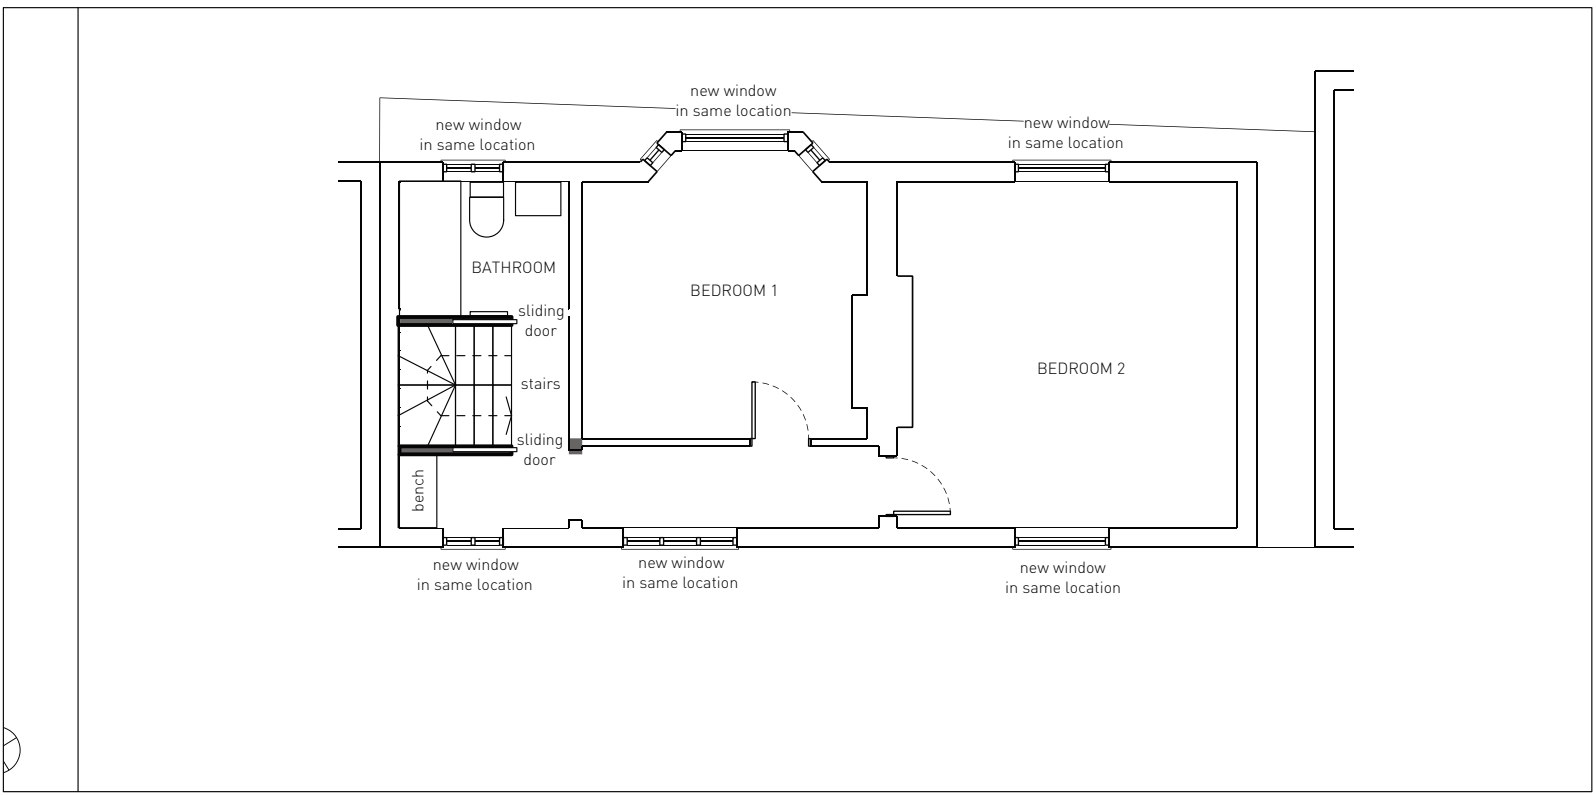 new window
in same location
new window
in same location
new window
in same location
BATHROOM
BEDROOM 1
sliding
door
BEDROOM 2
stairs
sliding
door
bench
new window
in same location
new window
in same location
new window
in same location